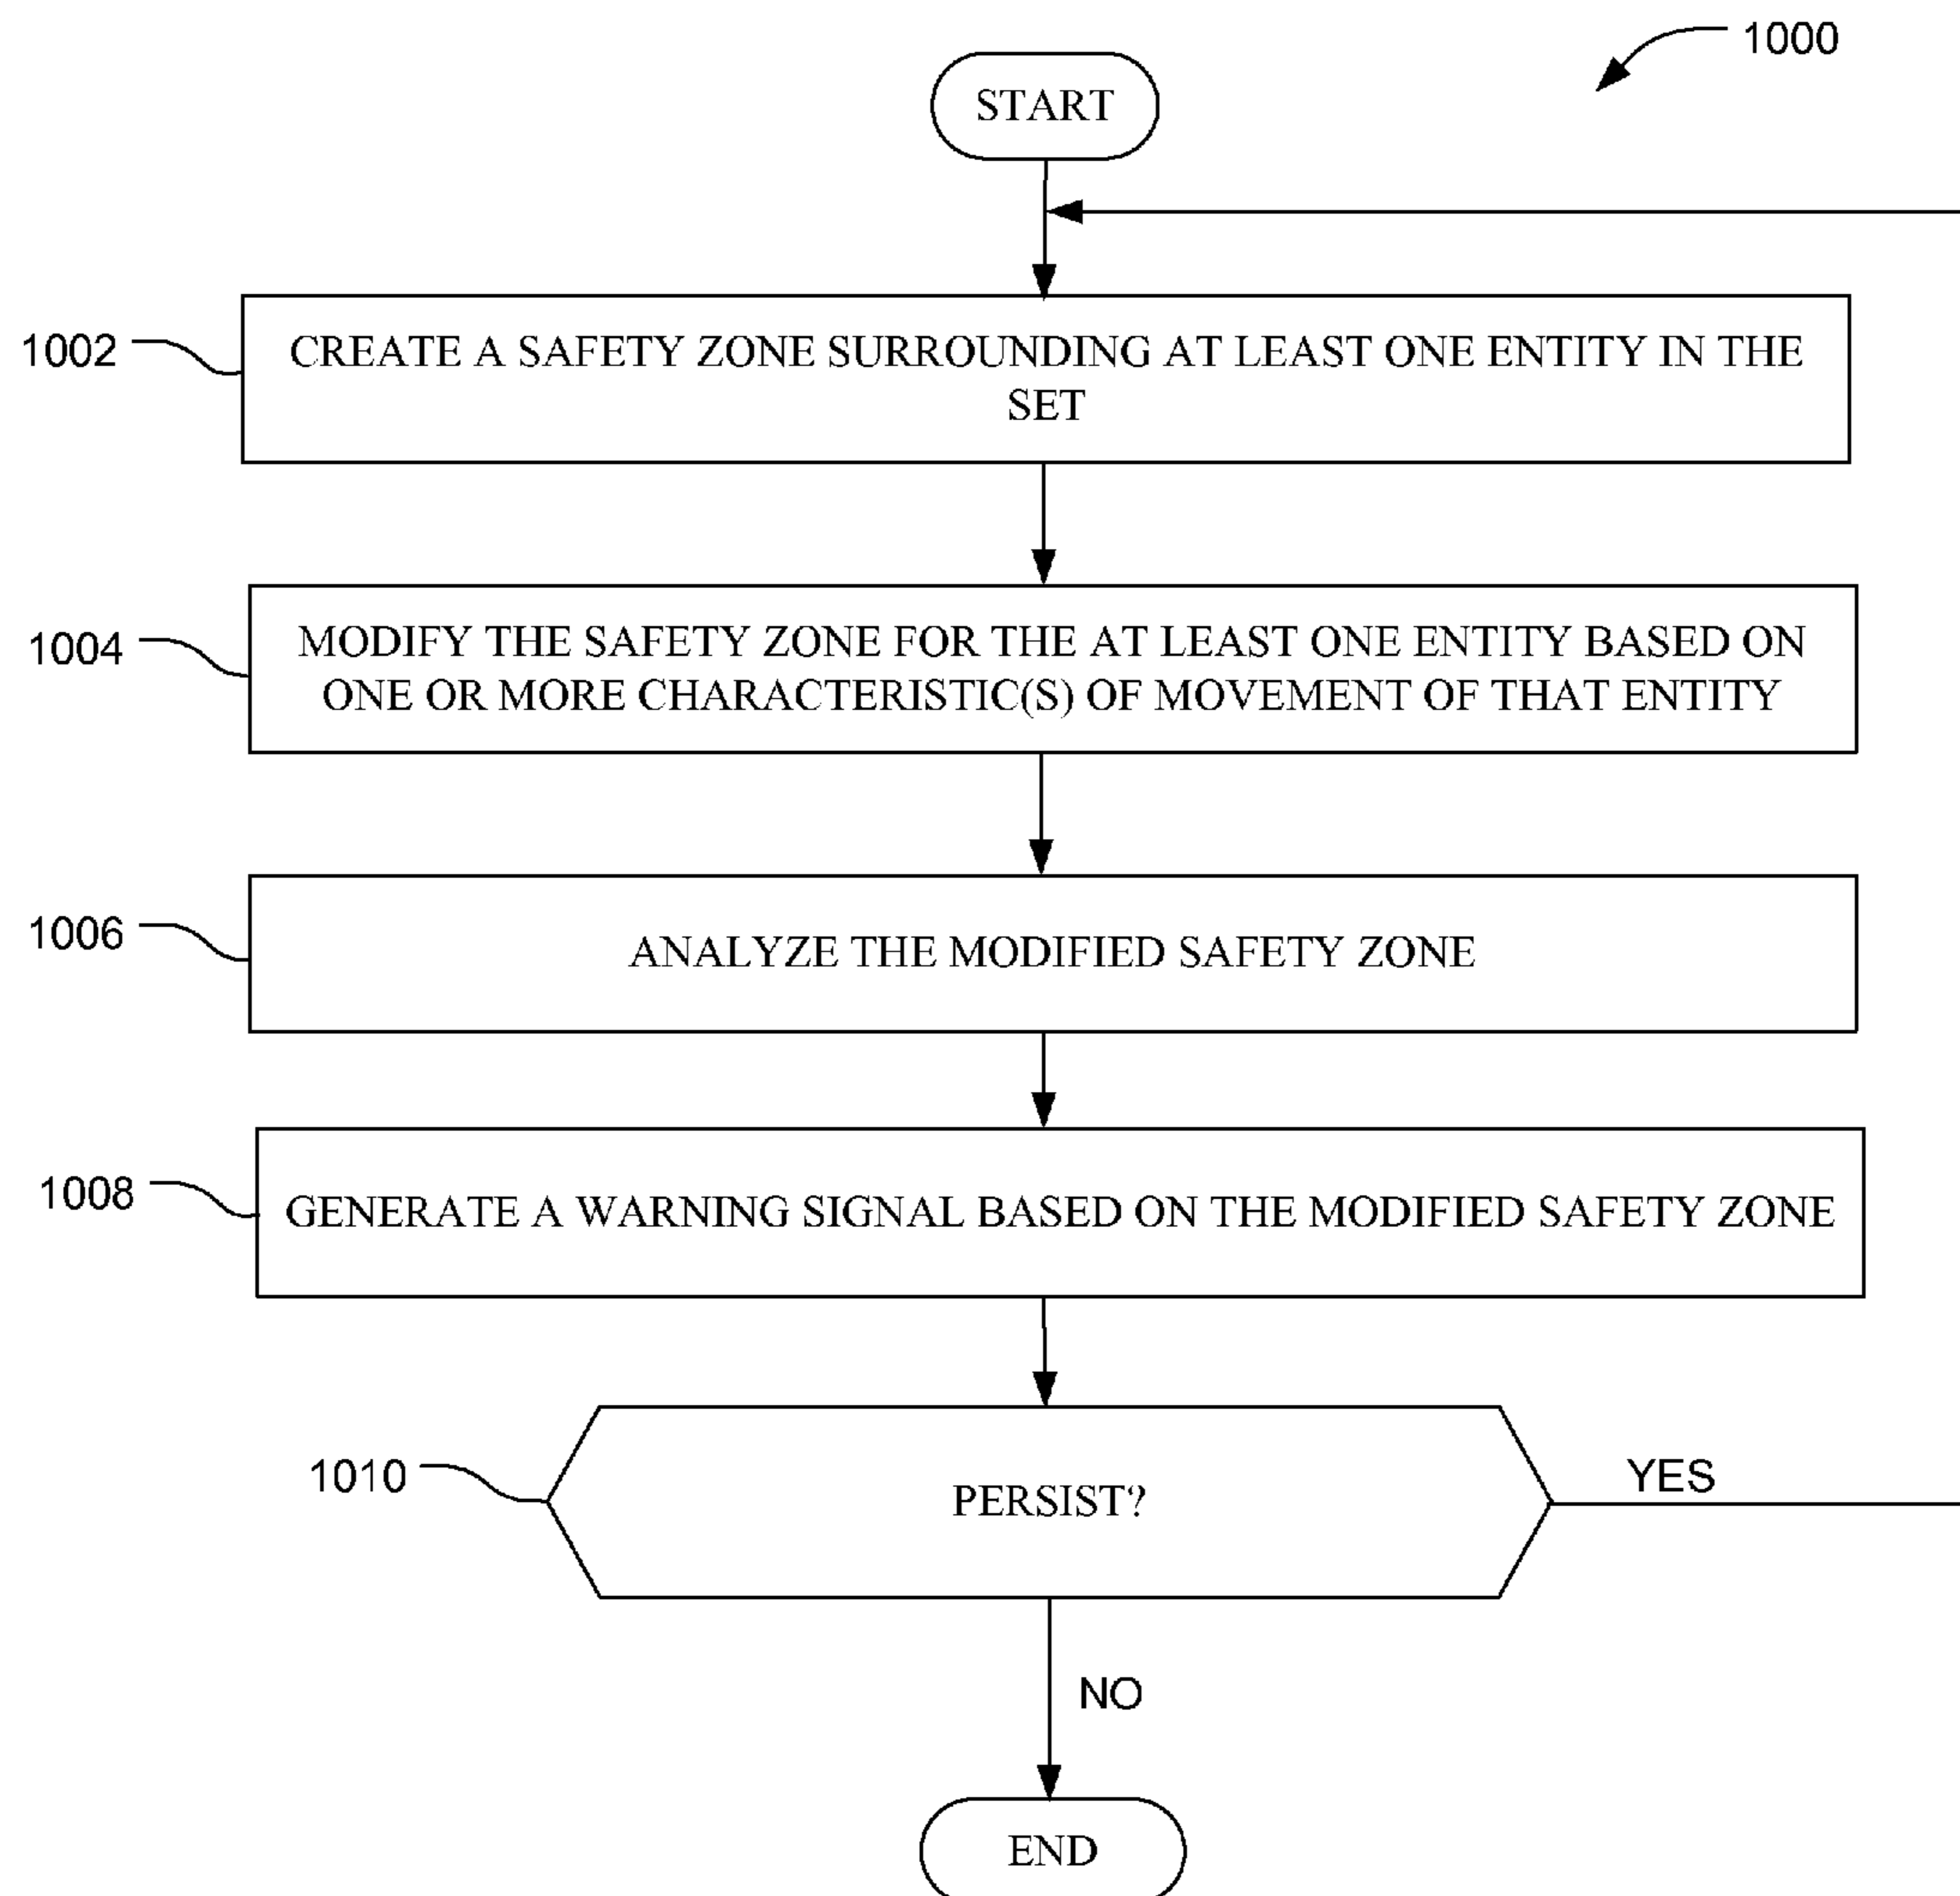 1000
START
1002
CREATE A SAFETY ZONE SURROUNDING AT LEAST ONE ENTITY IN THE
SET
1004
MODIFY THE SAFETY ZONE FOR THE AT LEAST ONE ENTITY BASED ON
ONE OR MORE CHARACTERISTIC(S) OF MOVEMENT OF THAT ENTITY
1006
ANALYZE THE MODIFIED SAFETY ZONE
1008
GENERATE A WARNING SIGNAL BASED ON THE MODIFIED SAFETY ZONE
1010
PERSIST?
YES
NO
END